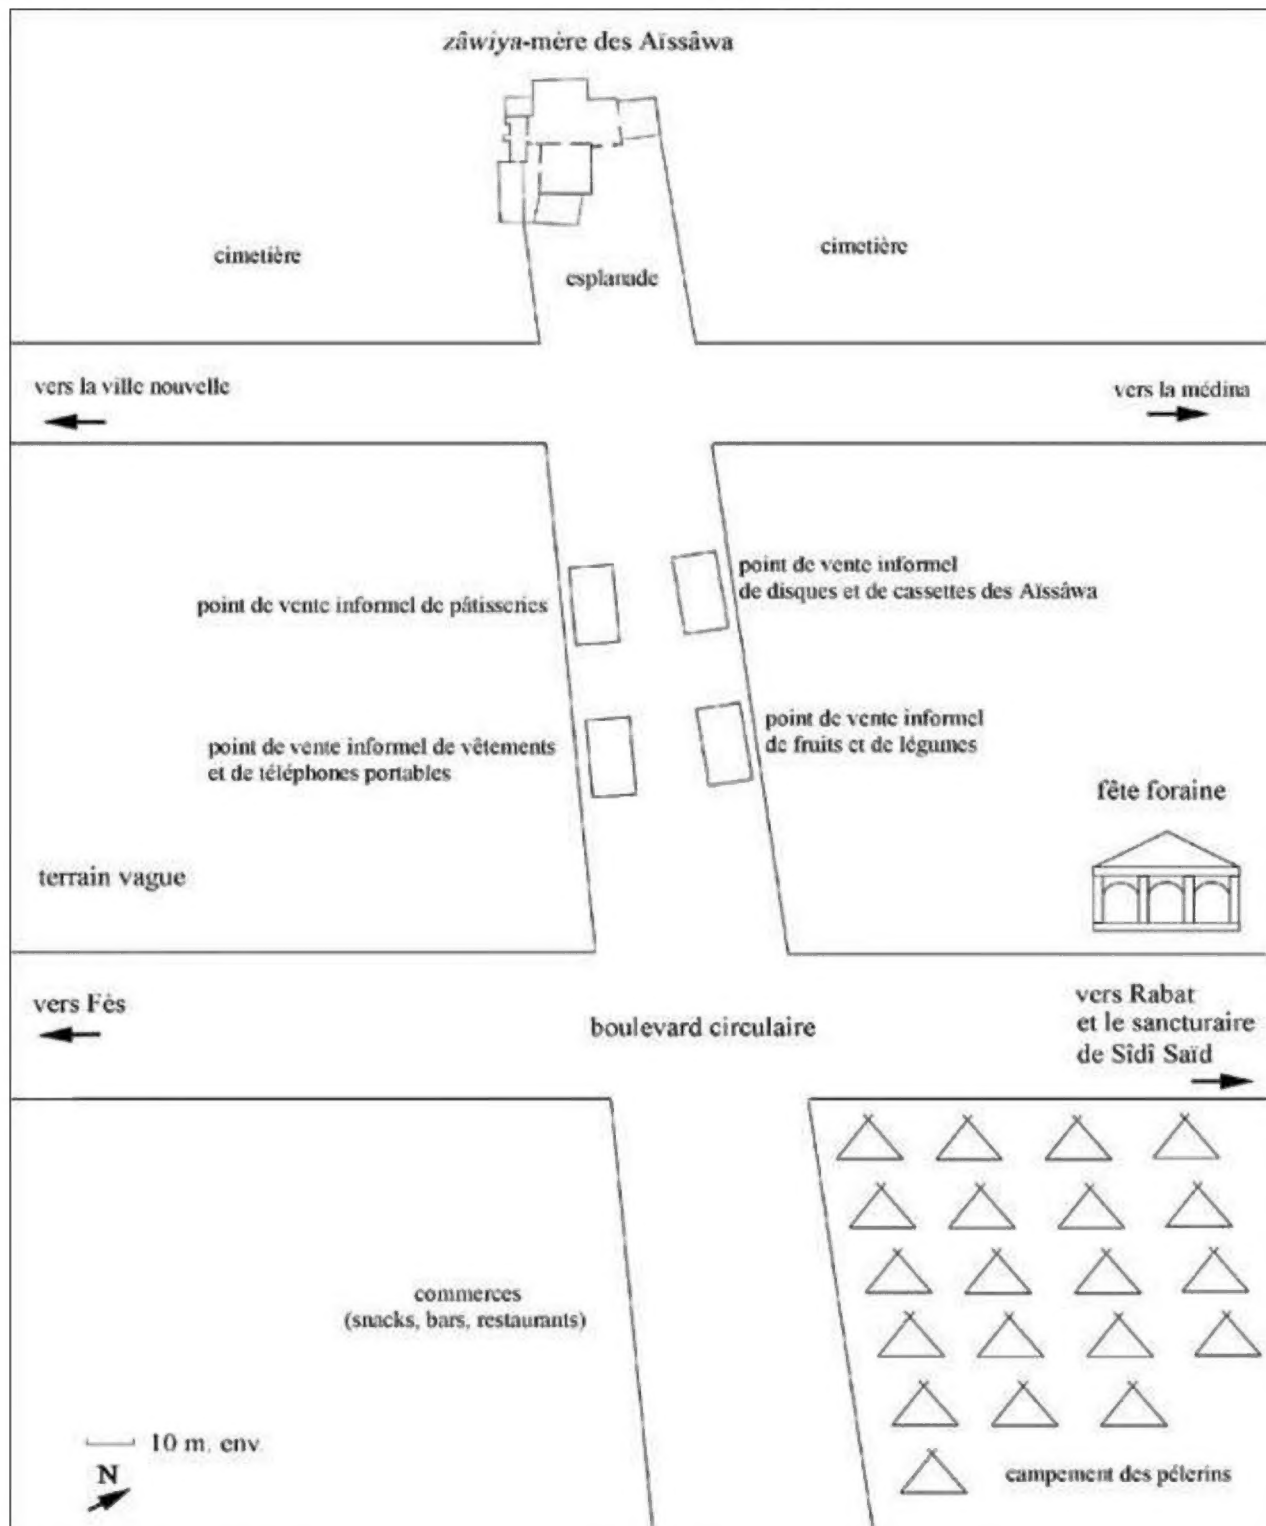 zâwiya-mère des Aïssâwa
cimetière
cimetière
esplanade
vers la ville nouvelle
vers la médina
point de vente informel
de disques et de cassettes des Aïssâwa
point de vente informel de pâtisseries
point de vente informel
de fruits et de légumes
point de vente informel de vêtements
et de téléphones portables
fête foraine
terrain vague
vers Fès
boulevard circulaire
vers Rabat
et le sancturaire
de Sîdî Saïd
commerces
(snacks, bars, restaurants)
10 m. env.
N
campement des pélerins